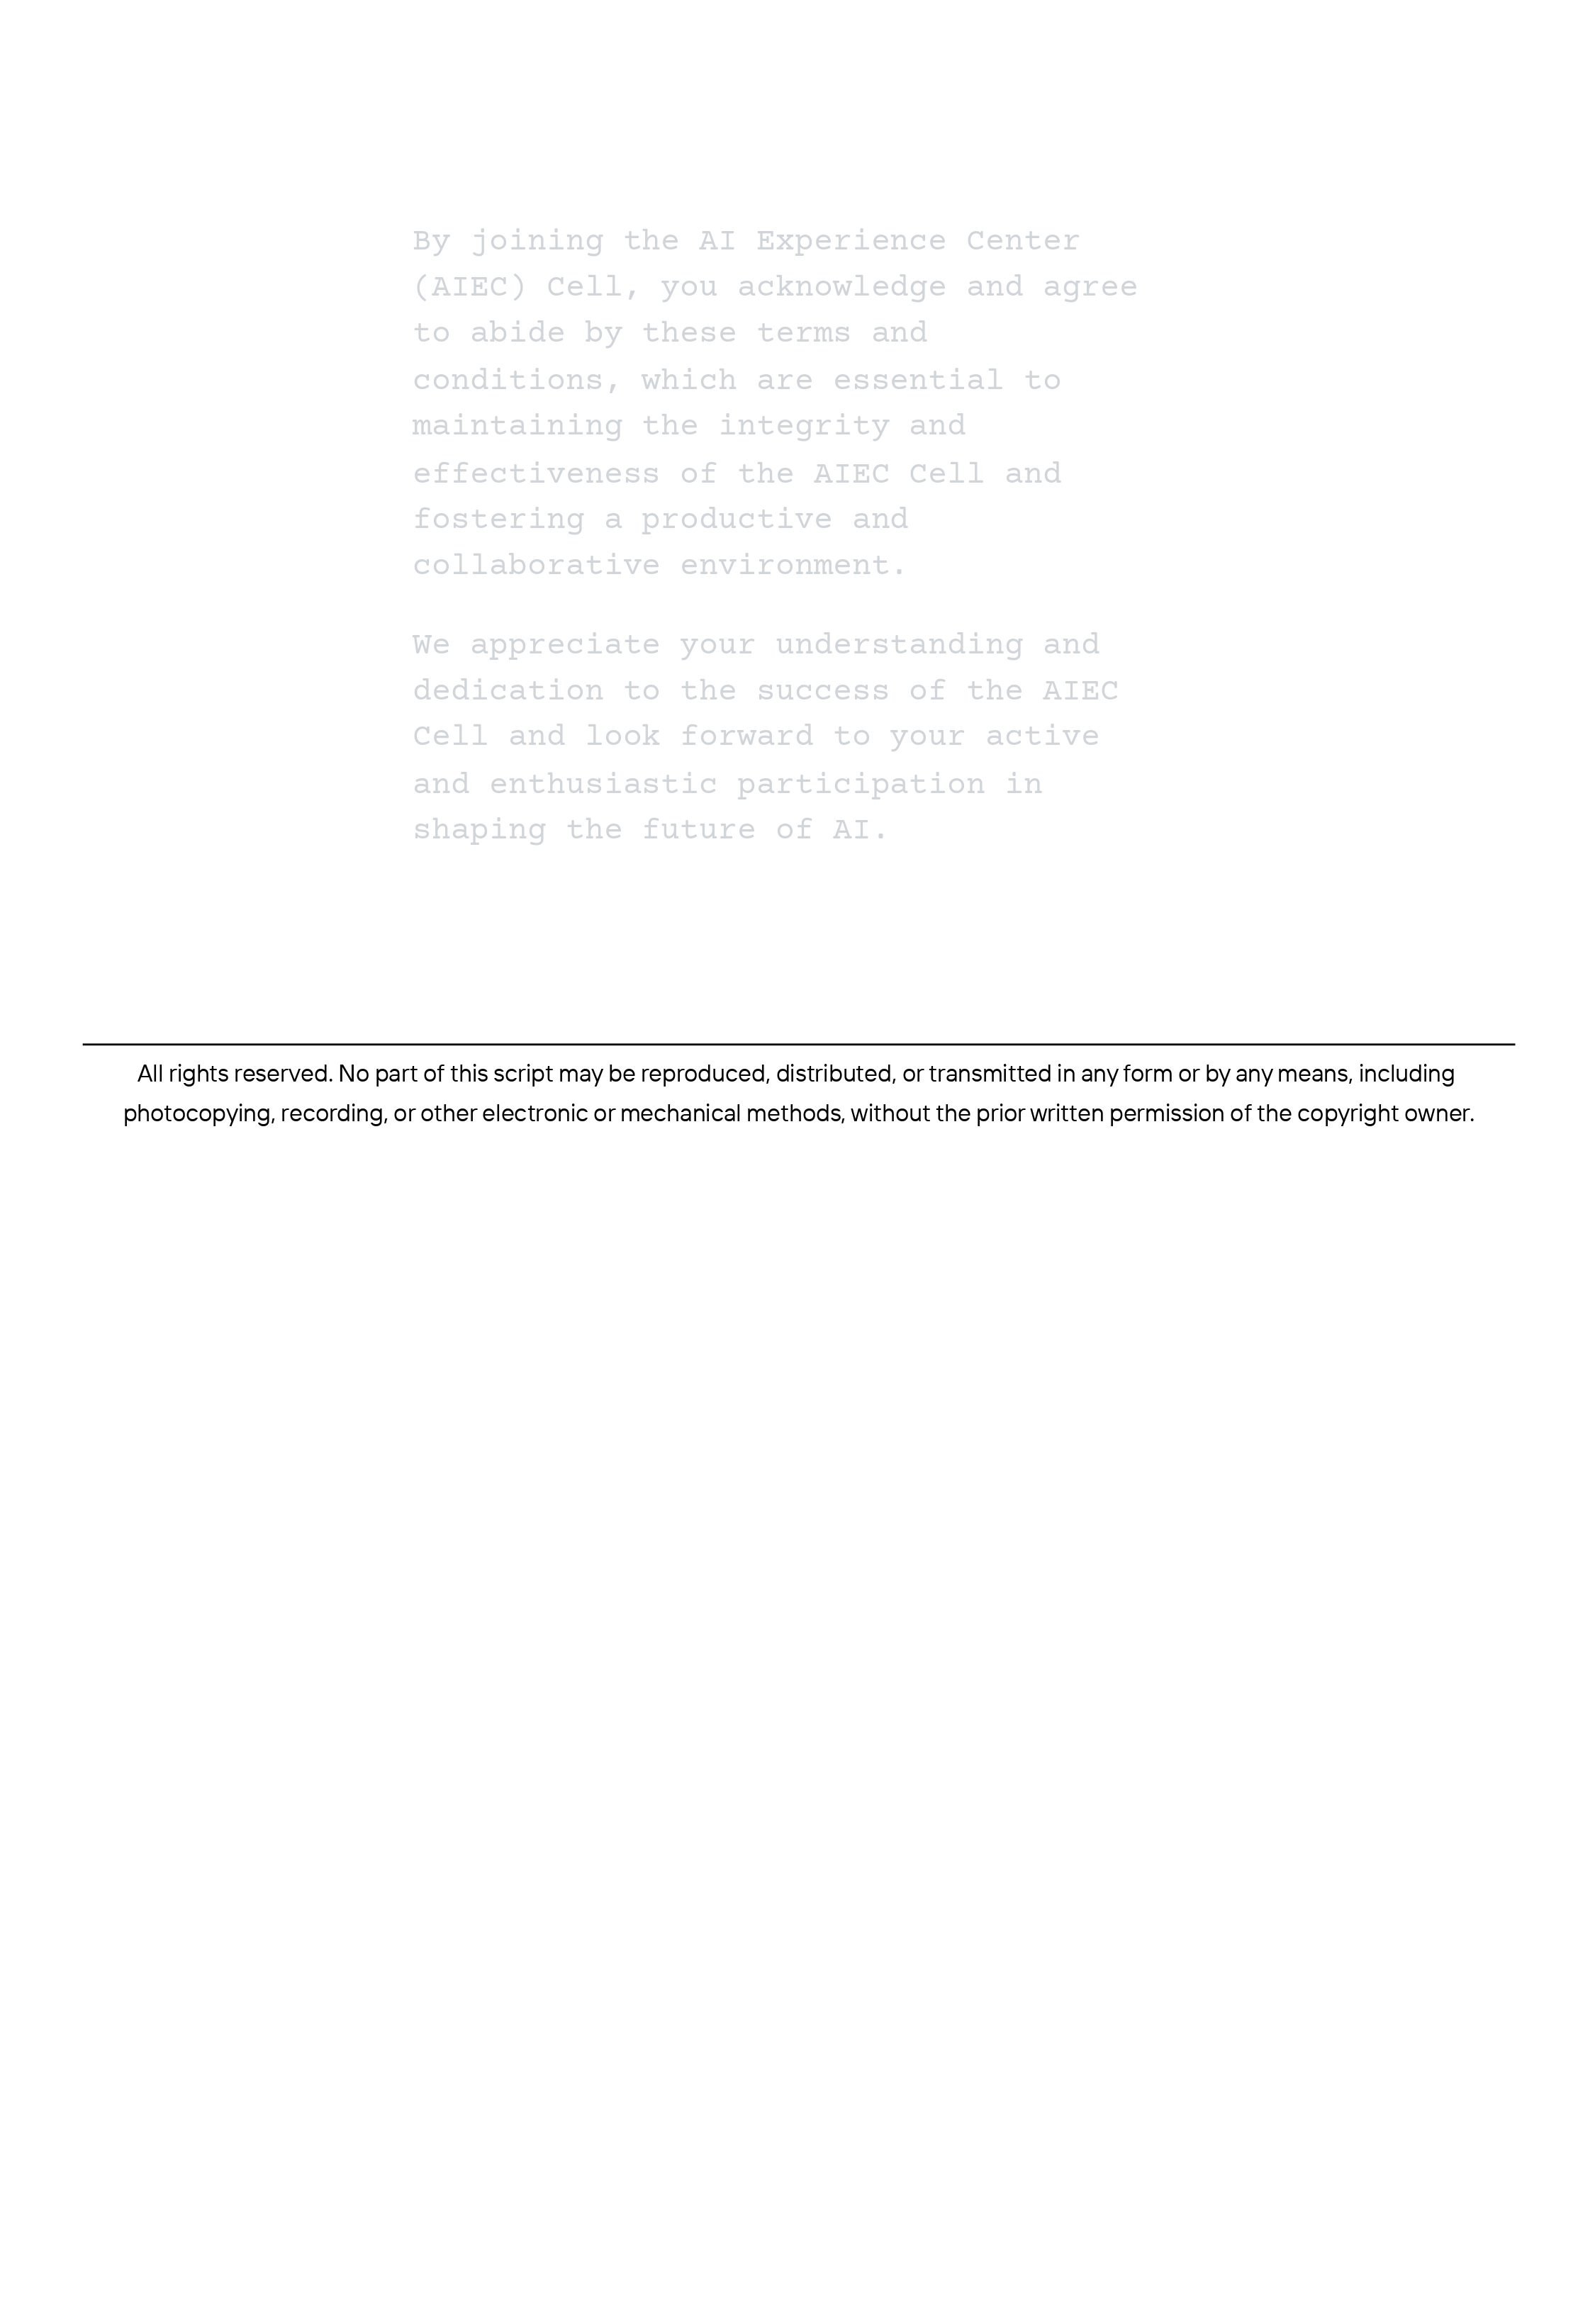 By joining the AI Experience Center
(AIEC) Cell, you acknowledge and agree
to abide by these terms and
conditions, which are essential to
maintaining the integrity and
effectiveness of the AIEC Cell and
fostering a productive and
collaborative environment.
We appreciate your understanding and
dedication to the success of the AIEC
Cell and look forward to your active
and enthusiastic participation in
shaping the future of AI.
All rights reserved. No part of this script may be reproduced, distributed, or transmitted in any form or by any means, including
photocopying, recording, or other electronic or mechanical methods, without the prior written permission of the copyright owner.